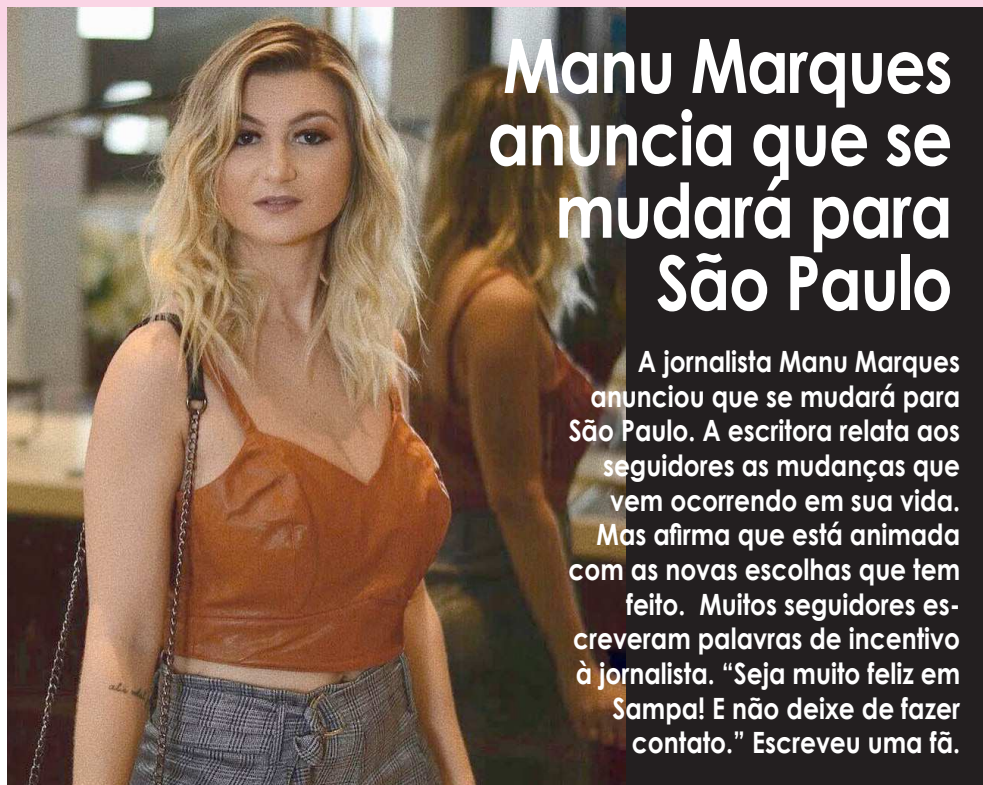 Manu Marques
anuncia que se
mudará para
São Paulo
A jornalista Manu Marques
anunciou que se mudará para
São Paulo. A escritora relata aos
seguidores as mudanças que
vem ocorrendo em sua vida.
Mas afirma que está animada
com as novas escolhas que tem
feito.  Muitos seguidores es-
creveram palavras de incentivo
à jornalista. “Seja muito feliz em
Sampa! E não deixe de fazer
contato.” Escreveu uma fã.